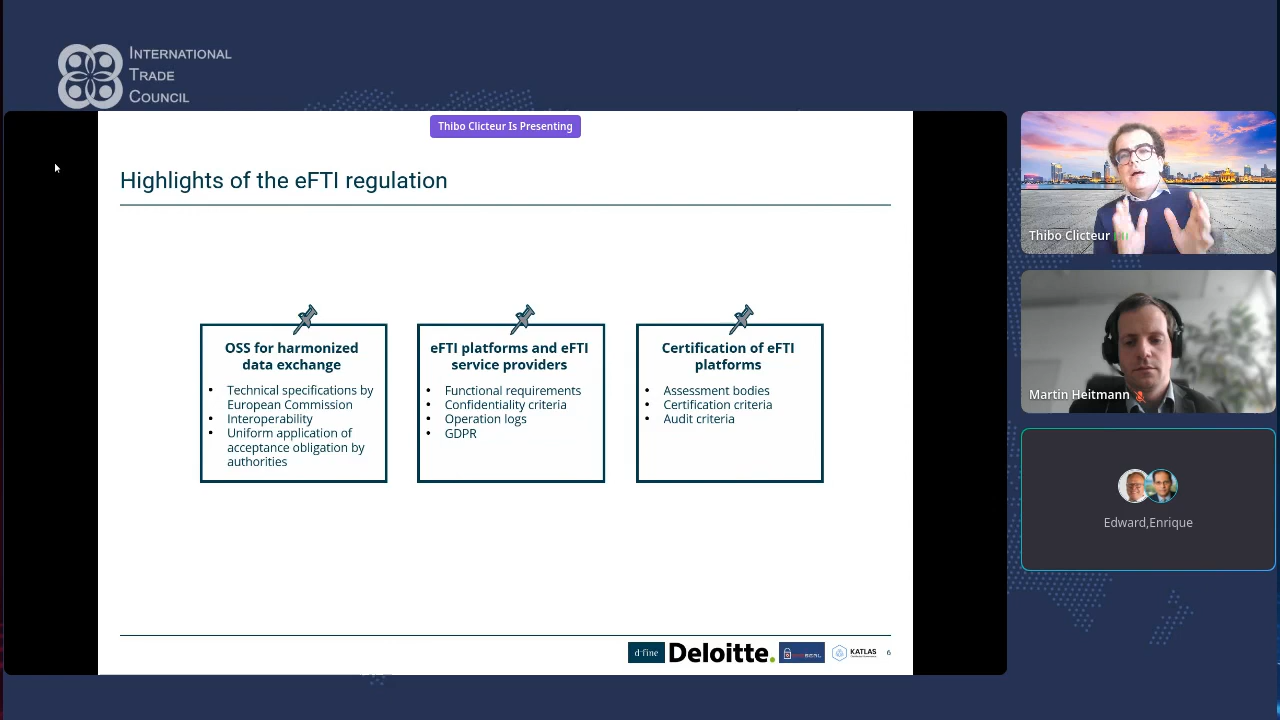 INTERNATIONAL
TRADE
COUNCIL
Thibo Clicteur Is Presenting
Highlights of the eFTI regulation
OSS for harmonized
data exchange
• Technical specifications by
European Commission
• Interoperability
• Uniform application of
acceptance obligation by
authorities
eFTI platforms and eFTI
service providers
• Functional requirements
• Confidentiality criteria
• Operation logs
• GDPR
Certification of eFTI
platforms
• Assessment bodies
• Certification criteria
• Audit criteria
d-fine
Deloitte.
KATLAS
6
Thibo Clicteur
Martin Heitmann
Edward,Enrique